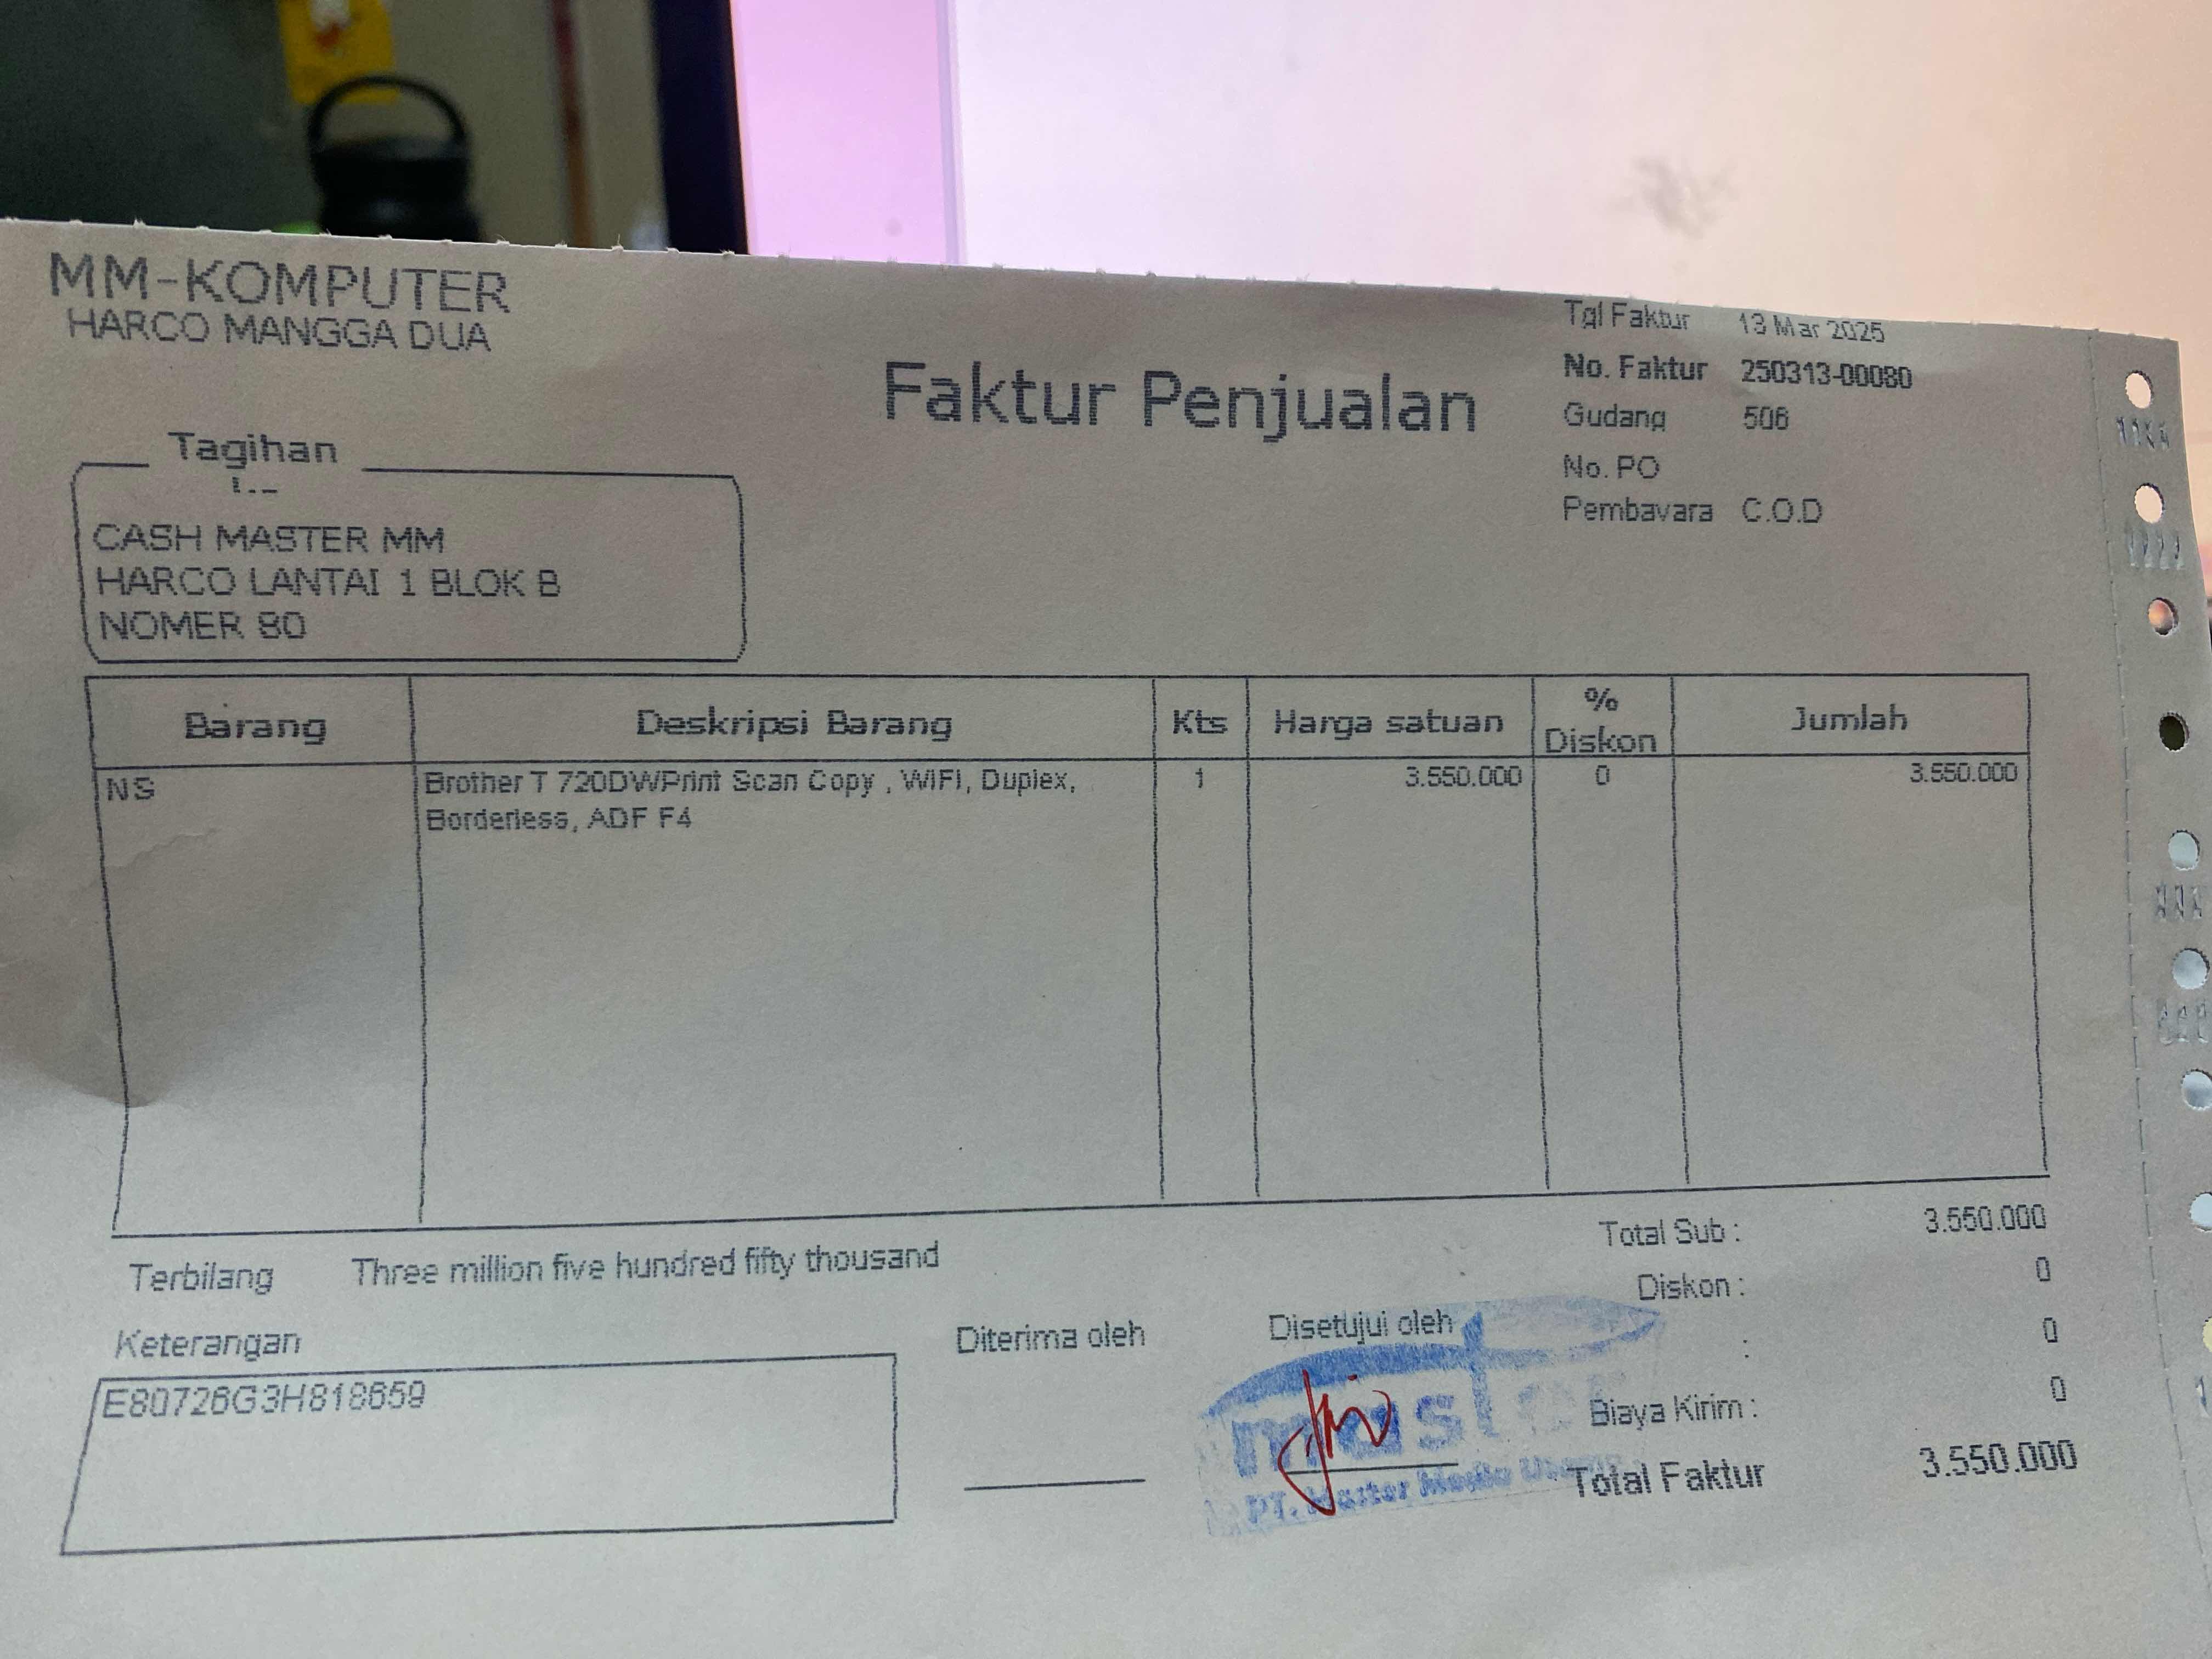 MM-KOMPUTER
HARCO MANGGA DUA
Faktur Penjualan
Tgl Faktur 13 Mar 2025
No. Faktur 250313-00080
Gudang 506
No. PO
Pembavara C.O.D
Tagihan
CASH MASTER MM
HARCO LANTAI 1 BLOK B
NOMER 80
Barang Deskripsi Barang Kts Harga satuan % Diskon Jumlah
NS Brother T 720DWPrint Scan Copy , WIFI, Duplex, 1 3.550.000 0 3.550.000
Borderless, ADF F4
Terbilang Three million five hundred fifty thousand
Total Sub : 3.550.000
Diskon : 0
: 0
Biaya Kirim : 0
Total Faktur 3.550.000
Keterangan
E80726G3H818659
Diterima oleh
Disetujui oleh
master
PT. Master Media